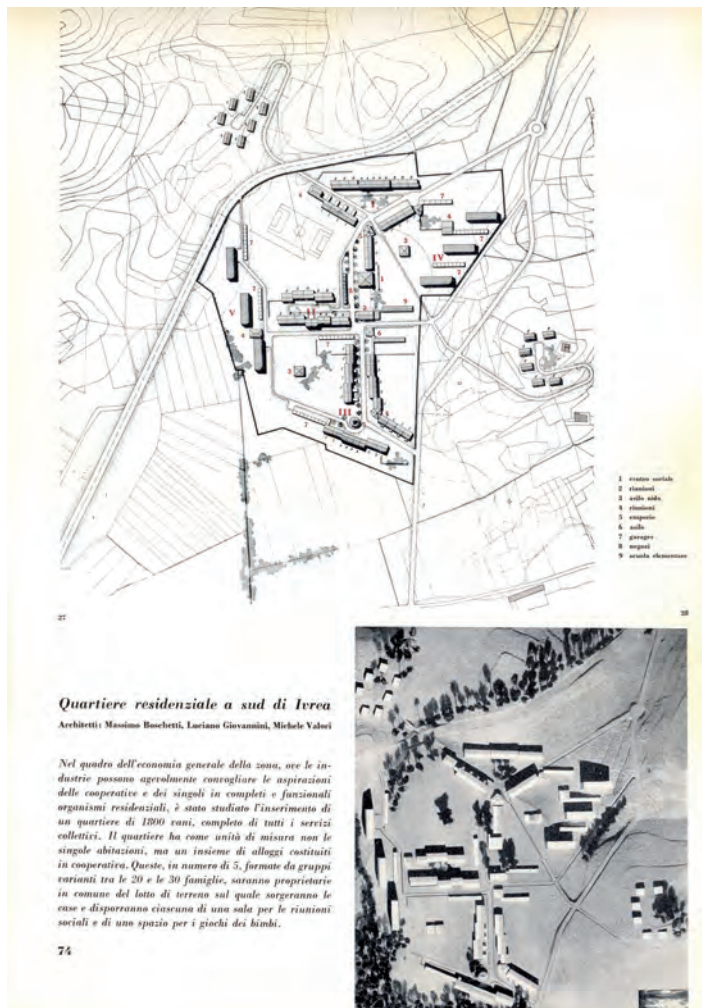 I
II
III
IV
V
1 centro sociale
2 riunioni
3 asilo nido
4 riunioni
5 emporio
6 asilo
7 garages
8 negozi
9 scuola elementare
27
28
Quartiere residenziale a sud di Ivrea
Architetti: Massimo Boschetti, Luciano Giovannini, Michele Valori
Nel quadro dell'economia generale della zona, ove le in-
dustrie possono agevolmente convogliare le aspirazioni
delle cooperative e dei singoli in completi e funzionali
organismi residenziali, è stato studiato l'inserimento di
un quartiere di 1800 vani, completo di tutti i servizi
collettivi. Il quartiere ha come unità di misura non le
singole abitazioni, ma un insieme di alloggi costituiti
in cooperativa. Queste, in numero di 5, formate da gruppi
varianti tra le 20 e le 30 famiglie, saranno proprietarie
in comune del lotto di terreno sul quale sorgeranno le
case e disporranno ciascuna di una sala per le riunioni
sociali e di uno spazio per i giochi dei bimbi.
74